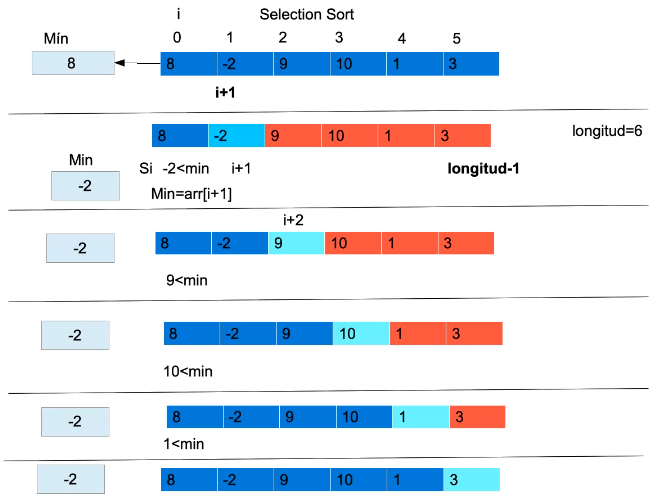 i Selection Sort
Mín 0 1 2 3 4 5
8 8 -2 9 10 1 3
i+1
8 -2 9 10 1 3 longitud=6
Min Si -2<min i+1 longitud-1
-2 Min=arr[i+1]
i+2
-2 8 -2 9 10 1 3
9<min
-2 8 -2 9 10 1 3
10<min
-2 8 -2 9 10 1 3
1<min
-2 8 -2 9 10 1 3